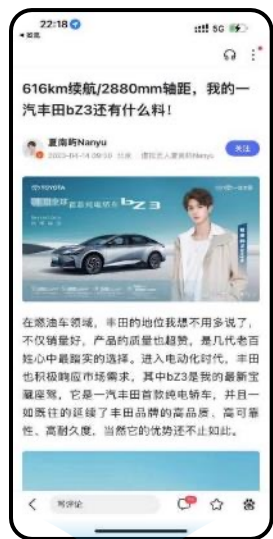 22:18
5G
616km续航/2880mm轴距，我的一
汽丰田bZ3还有什么料！
夏南屿Nanyu
关注
TOYOTA
bZ3
在燃油车领域，丰田的地位我想不用多说了，
不仅销量好，产品的质量也超赞，是几代老百
姓心中最踏实的选择。进入电动化时代，丰田
也积极响应市场需求，其中bZ3是我的最新宝
藏座驾，它是一汽丰田首款纯电轿车，并且一
如既往的延续了丰田品牌的高品质、高可靠
性、高耐久度，当然它的优势还不止如此。
写评论